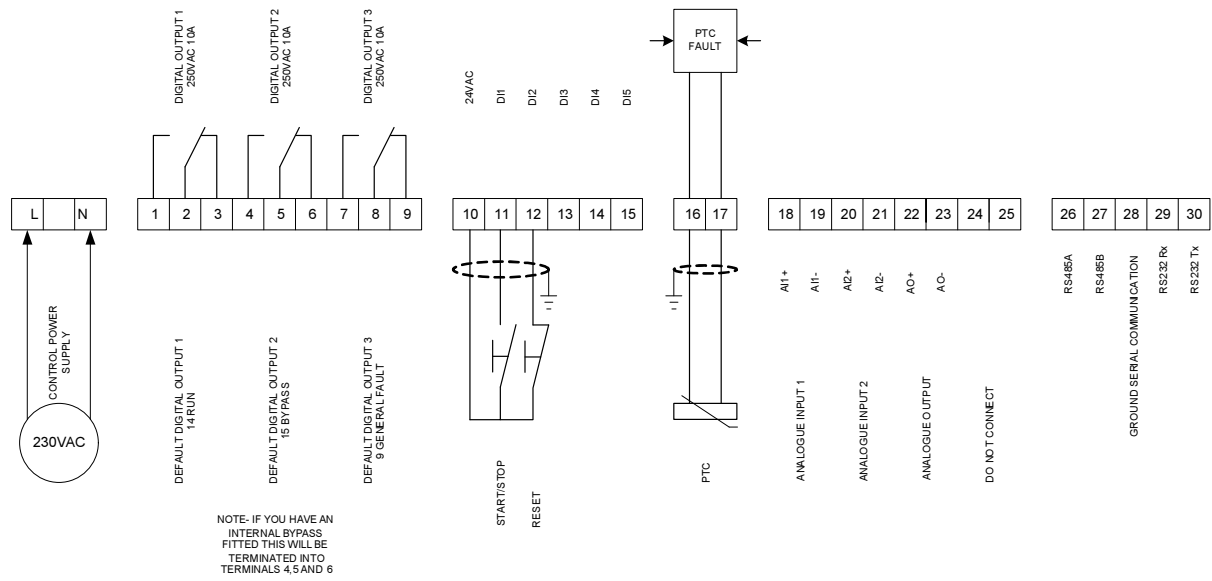 DIGITAL OUTPUT 1
250VAC 10A
DIGITAL OUTPUT 2
250VAC 10A
DIGITAL OUTPUT 3
250VAC 10A
24VAC
DI1
DI2
DI3
DI4
DI5
PTC
FAULT
L
N
1
2
3
4
5
6
7
8
9
10
11
12
13
14
15
16
17
18
19
20
21
22
23
24
25
26
27
28
29
30
CONTROL POWER
SUPPLY
230VAC
DEFAULT DIGITAL OUTPUT 1
14 RUN
DEFAULT DIGITAL OUTPUT 2
15 BYPASS
DEFAULT DIGITAL OUTPUT 3
9 GENERAL FAULT
NOTE- IF YOU HAVE AN
INTERNAL BYPASS
FITTED THIS WILL BE
TERMINATED INTO
TERMINALS 4,5 AND 6
START/STOP
RESET
PTC
AI1+
AI1-
AI2+
AI2-
AO+
AO-
ANALOGUE INPUT 1
ANALOGUE INPUT 2
ANALOGUE OUTPUT
DO NOT CONNECT
RS485A
RS485B
GROUND SERIAL COMMUNICATION
RS232 Rx
RS232 Tx